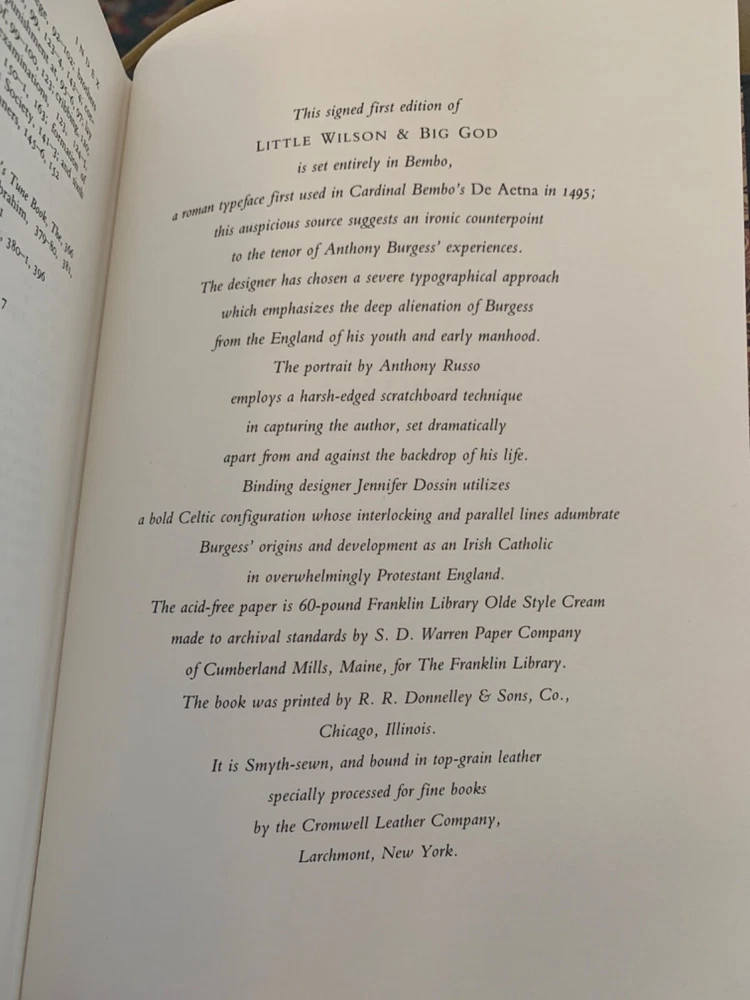 INDEX
This signed first edition of
LITTLE WILSON & BIG GOD
is set entirely in Bembo,
a roman typeface first used in Cardinal Bembo's De Aetna in 1495;
this auspicious source suggests an ironic counterpoint
to the tenor of Anthony Burgess' experiences.
The designer has chosen a severe typographical approach
which emphasizes the deep alienation of Burgess
from the England of his youth and early manhood.
The portrait by Anthony Russo
employs a harsh-edged scratchboard technique
in capturing the author, set dramatically
apart from and against the backdrop of his life.
Binding designer Jennifer Dossin utilizes
a bold Celtic configuration whose interlocking and parallel lines adumbrate
Burgess' origins and development as an Irish Catholic
in overwhelmingly Protestant England.
The acid-free paper is 60-pound Franklin Library Olde Style Cream
made to archival standards by S. D. Warren Paper Company
of Cumberland Mills, Maine, for The Franklin Library.
The book was printed by R. R. Donnelley & Sons, Co.,
Chicago, Illinois.
It is Smyth-sewn, and bound in top-grain leather
specially processed for fine books
by the Cromwell Leather Company,
Larchmont, New York.